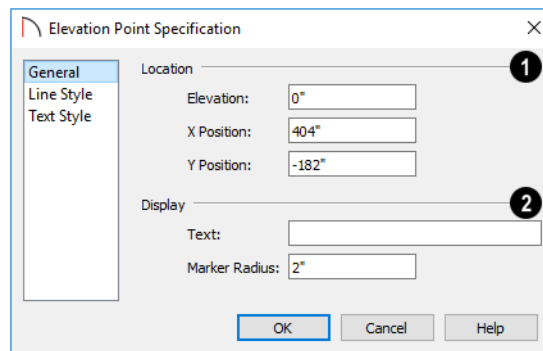 Elevation Point Specification
General
Line Style
Text Style
Location
1
Elevation: 0"
X Position: 404"
Y Position: -182"
Display
2
Text:
Marker Radius: 2"
OK Cancel Help